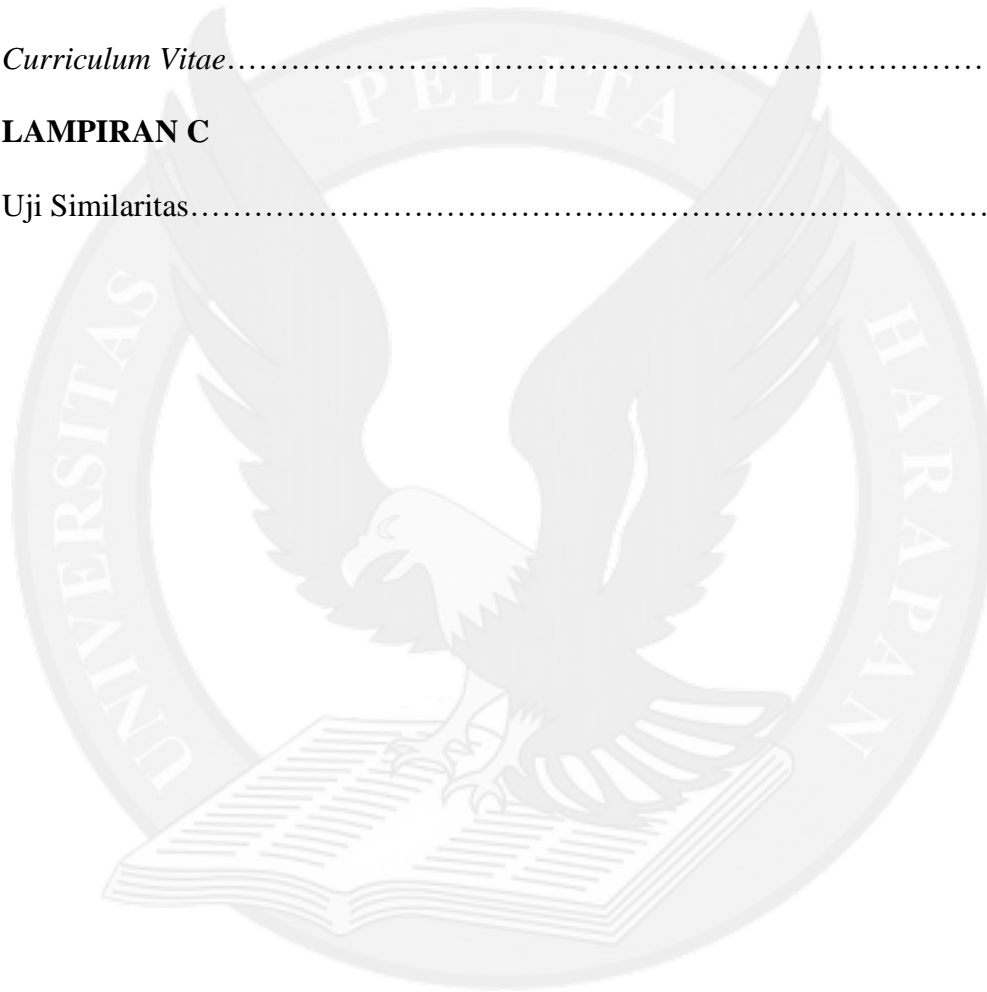 Curriculum Vitae……………………………………………………………
LAMPIRAN C
Uji Similaritas…………………………………………………………………
UNIVERSITAS PELITA HARAPAN